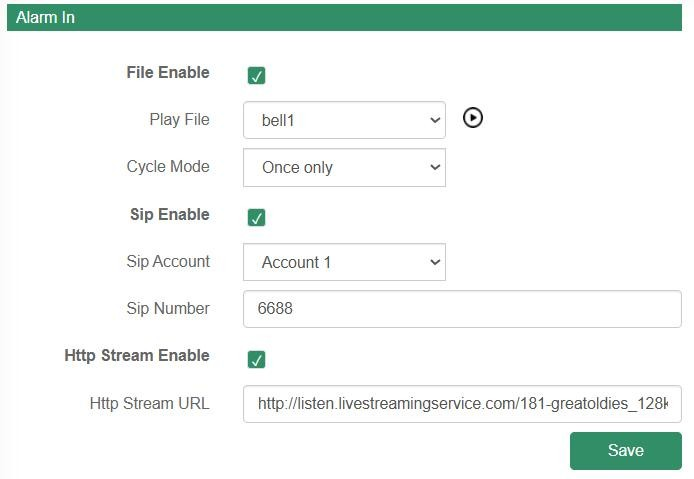 Alarm In
File Enable
Play File bell1
Cycle Mode Once only
Sip Enable
Sip Account Account 1
Sip Number 6688
Http Stream Enable
Http Stream URL http://listen.livestreamingservice.com/181-greatoldies_128k
Save